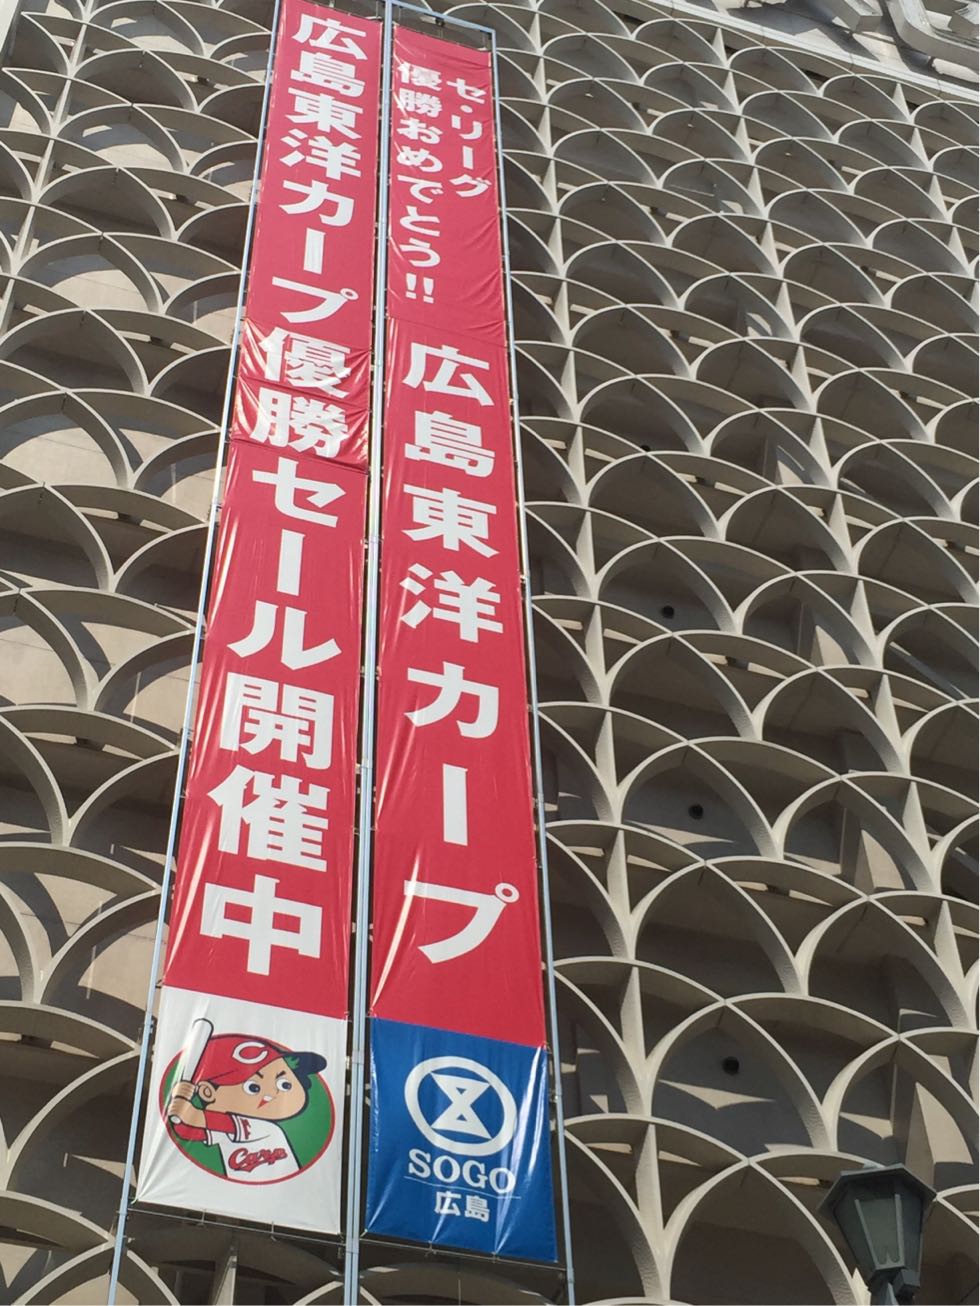 セ・リーグ
優勝おめでとう!!
広島東洋カープ
SOGO
広島
広島東洋カープ優勝セール開催中
C
Carp